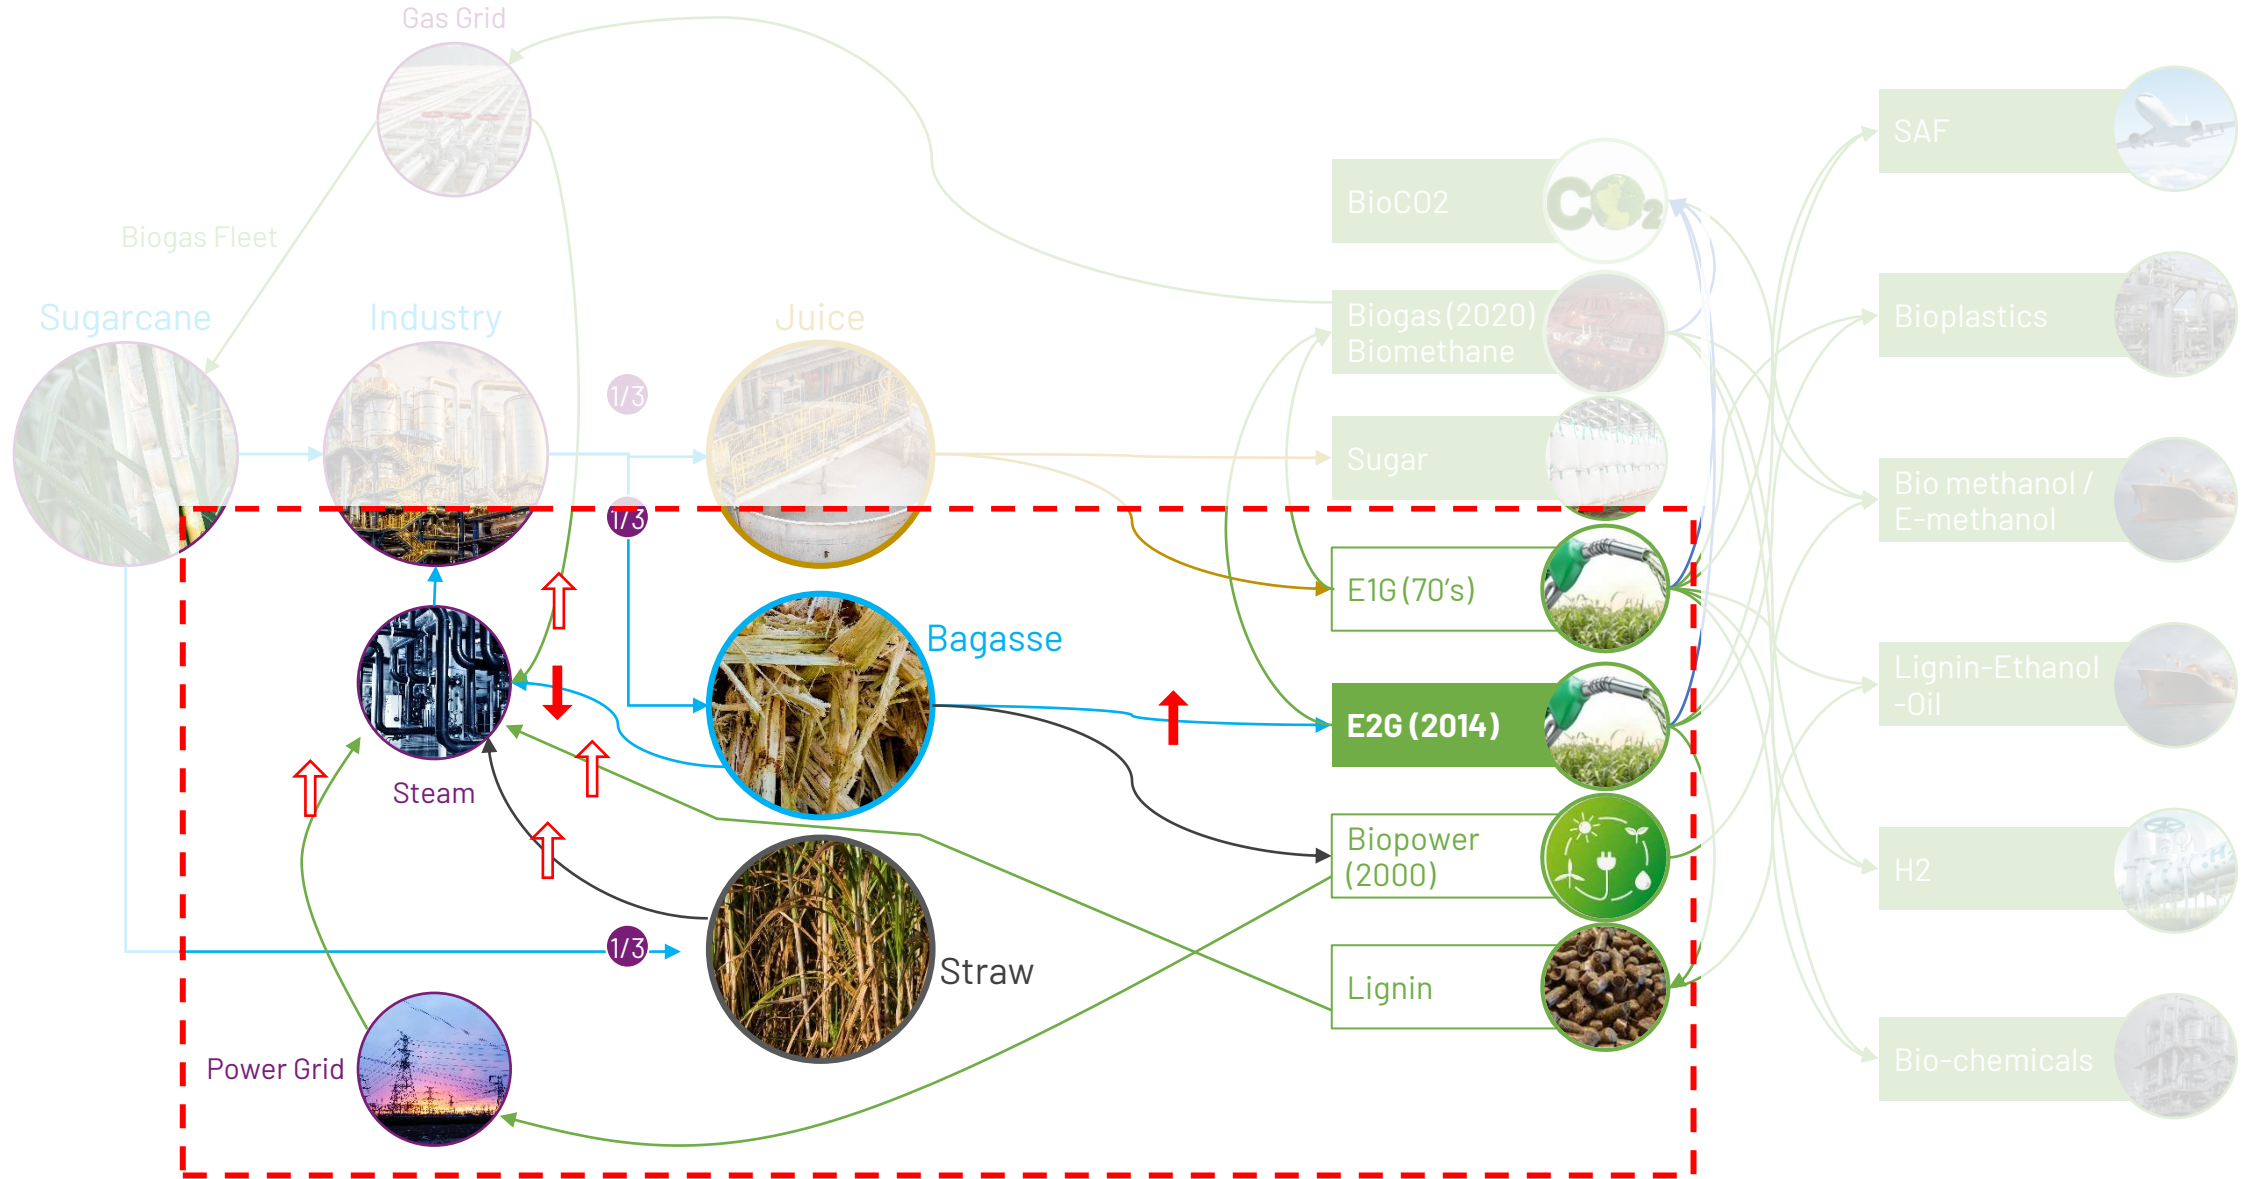 Gas Grid
Biogas Fleet
Sugarcane
Industry
Juice
1/3
1/3
Bagasse
Steam
1/3
Straw
Power Grid
BioCO2
CO2
Biogas (2020)
Biomethane
Sugar
E1G (70's)
E2G (2014)
Biopower
(2000)
Lignin
SAF
Bioplastics
Bio methanol /
E-methanol
Lignin-Ethanol
-Oil
H2
Bio-chemicals